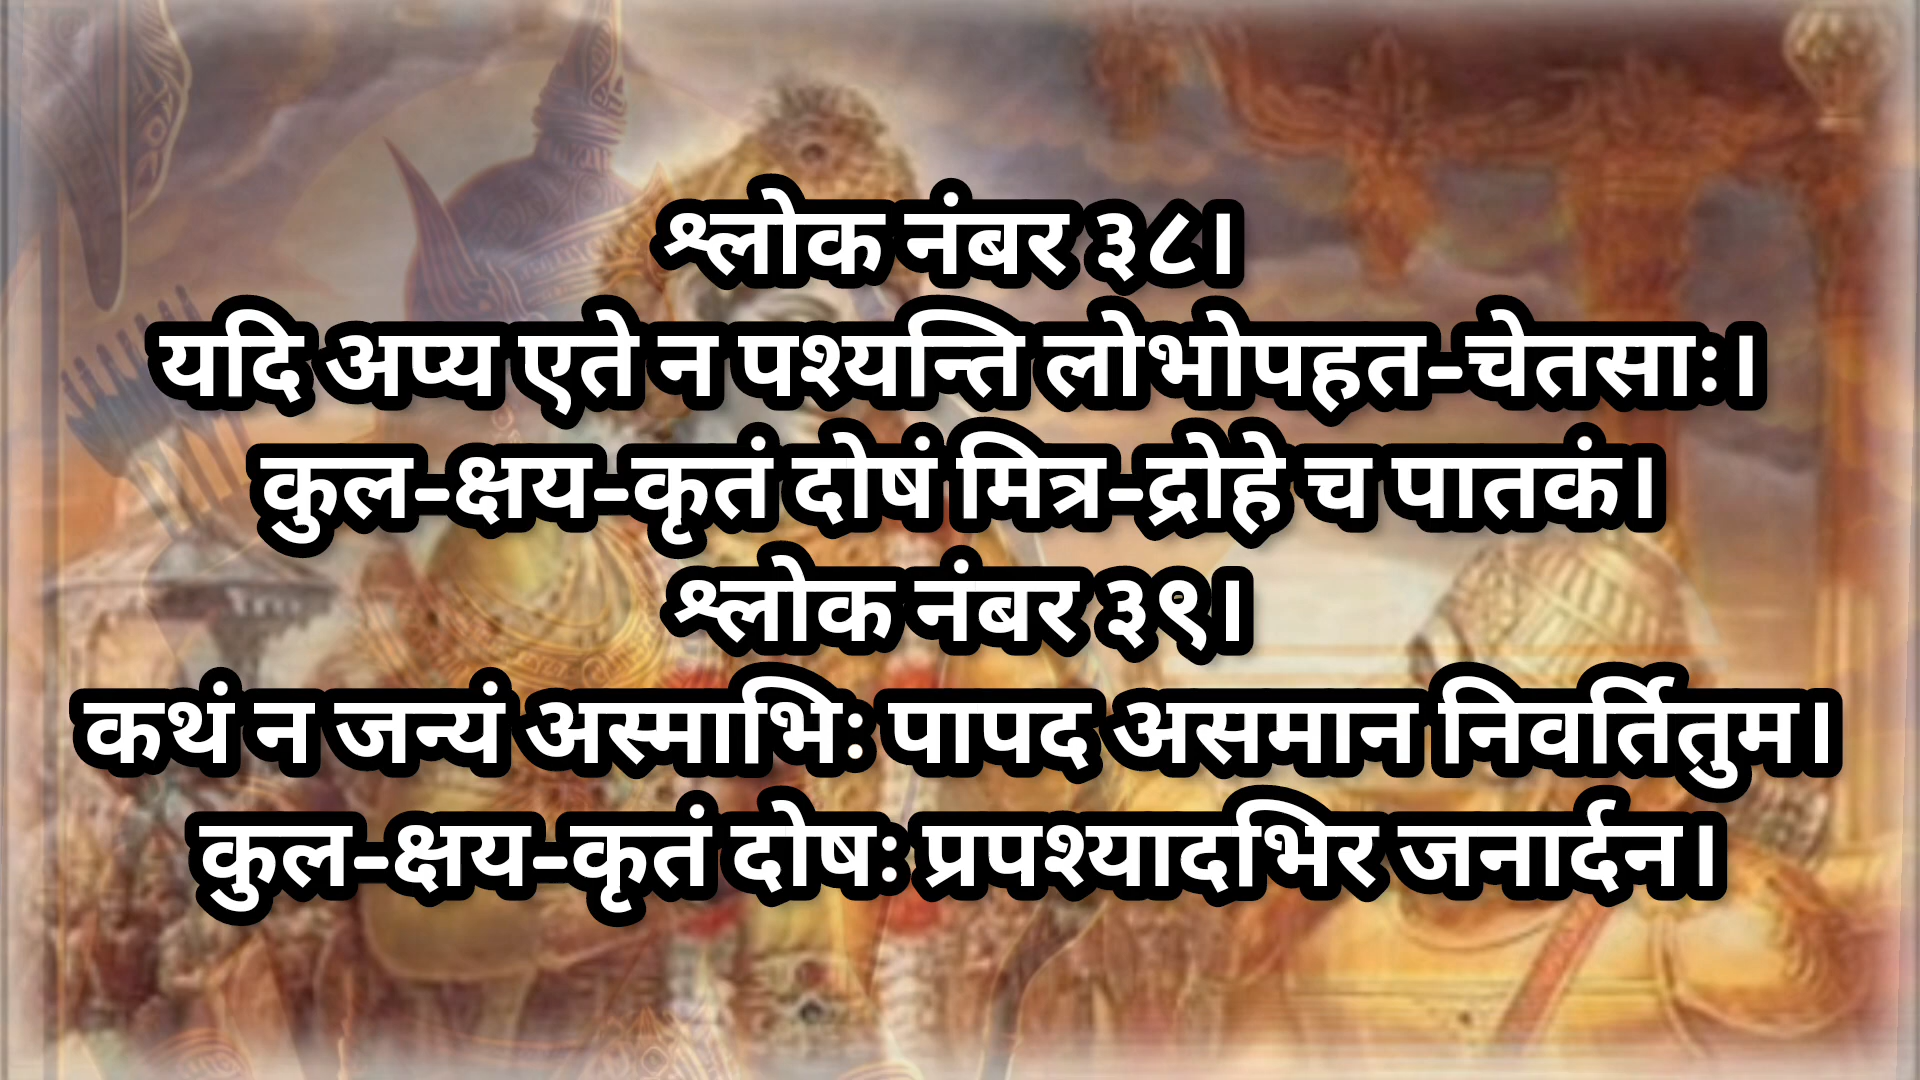 श्लोक नंबर ३८।
यदि अप्य एते न पश्यन्ति लोभोपहत-चेतसाः।
कुल-क्षय-कृतं दोषं मित्र-द्रोहे च पातकं।
श्लोक नंबर ३९।
कथं न जन्यं अस्माभिः पापद असमान निवर्तितुम।
कुल-क्षय-कृतं दोषः प्रपश्यादभिर जनार्दन।